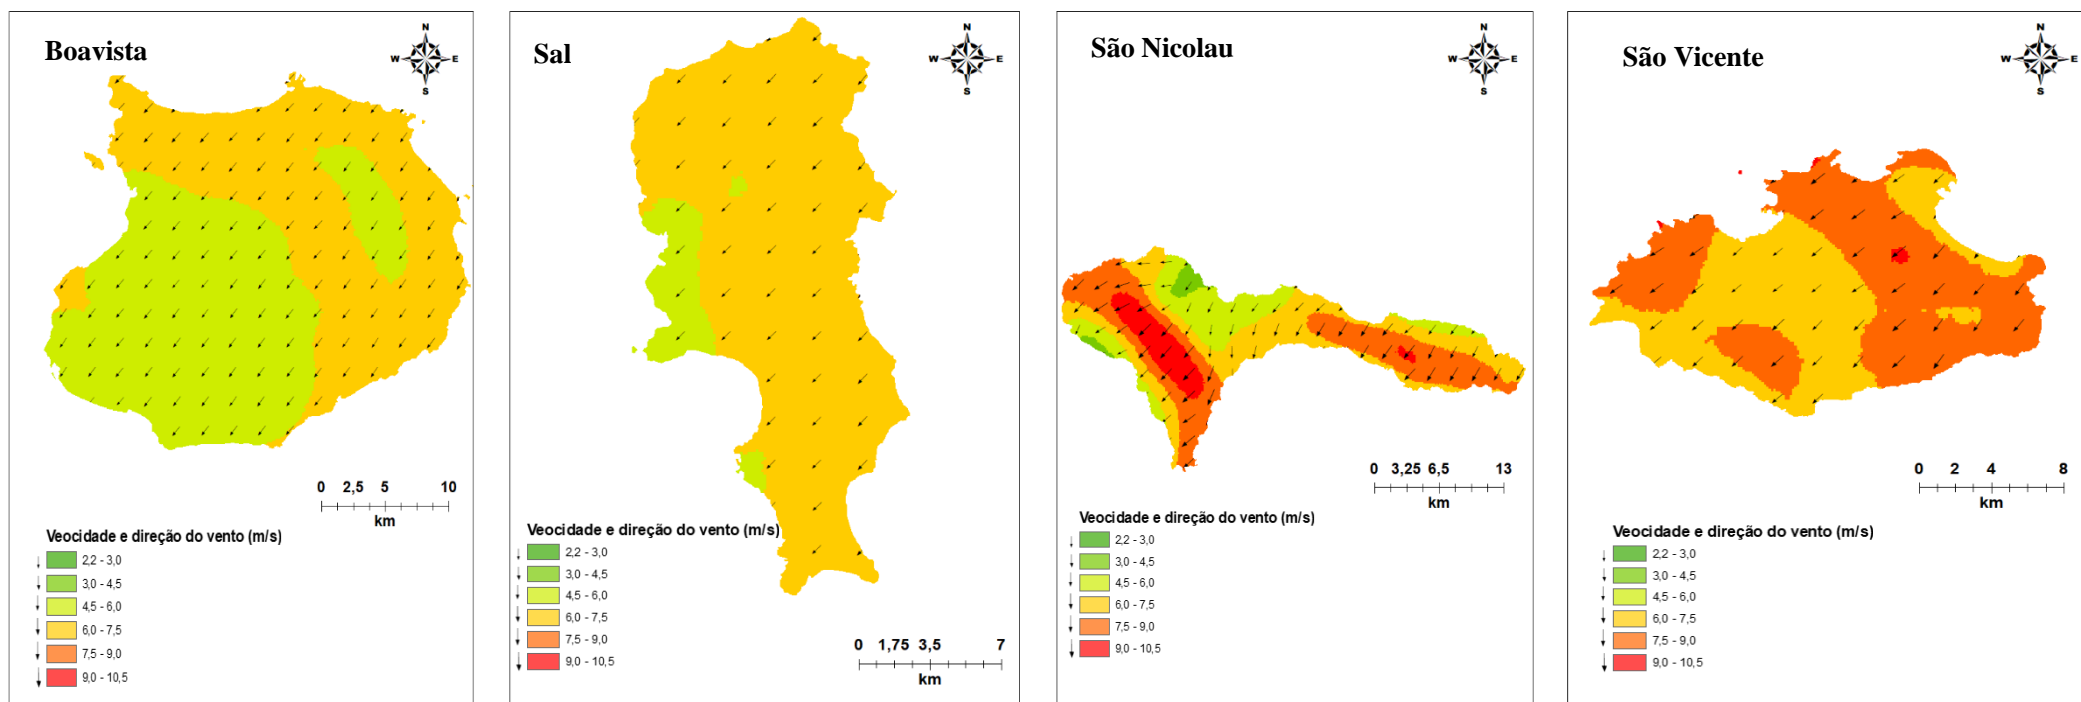 Boavista
N
W E
S
0 2,5 5 10
km
Veocidade e direção do vento (m/s)
2,2 - 3,0
3,0 - 4,5
4,5 - 6,0
6,0 - 7,5
7,5 - 9,0
9,0 - 10,5
Sal
N
W E
S
Veocidade e direção do vento (m/s)
2,2 - 3,0
3,0 - 4,5
4,5 - 6,0
6,0 - 7,5
7,5 - 9,0
9,0 - 10,5
0 1,75 3,5 7
km
São Nicolau
N
W E
S
0 3,25 6,5 13
km
Veocidade e direção do vento (m/s)
2,2 - 3,0
3,0 - 4,5
4,5 - 6,0
6,0 - 7,5
7,5 - 9,0
9,0 - 10,5
São Vicente
N
W E
S
0 2 4 8
km
Veocidade e direção do vento (m/s)
2,2 - 3,0
3,0 - 4,5
4,5 - 6,0
6,0 - 7,5
7,5 - 9,0
9,0 - 10,5